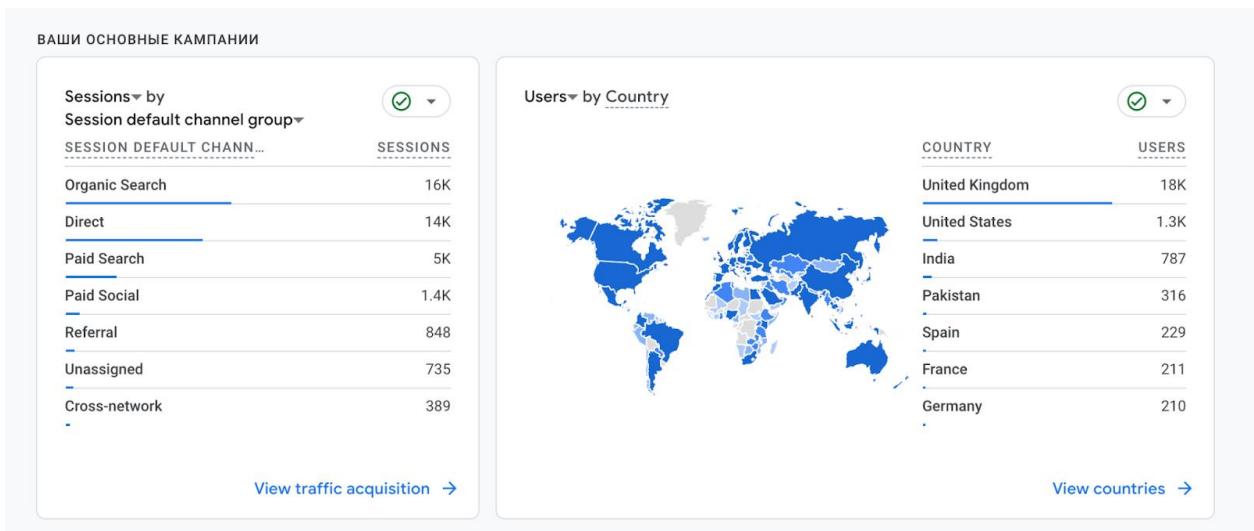 ВАШИ ОСНОВНЫЕ КАМПАНИИ
Sessions by
Session default channel group
SESSION DEFAULT CHANN… SESSIONS
Organic Search 16K
Direct 14K
Paid Search 5K
Paid Social 1.4K
Referral 848
Unassigned 735
Cross-network 389
View traffic acquisition
Users by Country
COUNTRY USERS
United Kingdom 18K
United States 1.3K
India 787
Pakistan 316
Spain 229
France 211
Germany 210
View countries